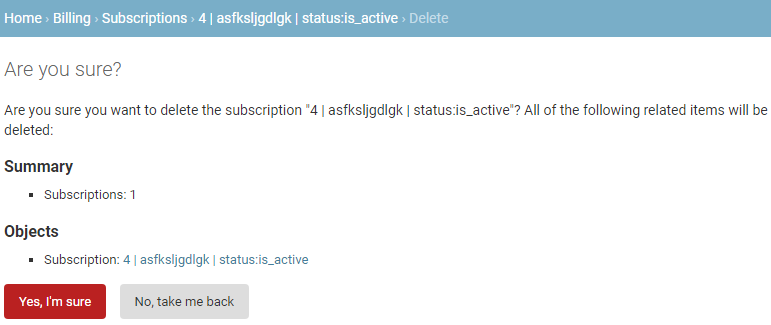 Home › Billing › Subscriptions › 4 | asfksljgdlgk | status:is_active › Delete
Are you sure?
Are you sure you want to delete the subscription "4 | asfksljgdlgk | status:is_active"? All of the following related items will be
deleted:
Summary
Subscriptions: 1
Objects
Subscription: 4 | asfksljgdlgk | status:is_active
Yes, I'm sure
No, take me back